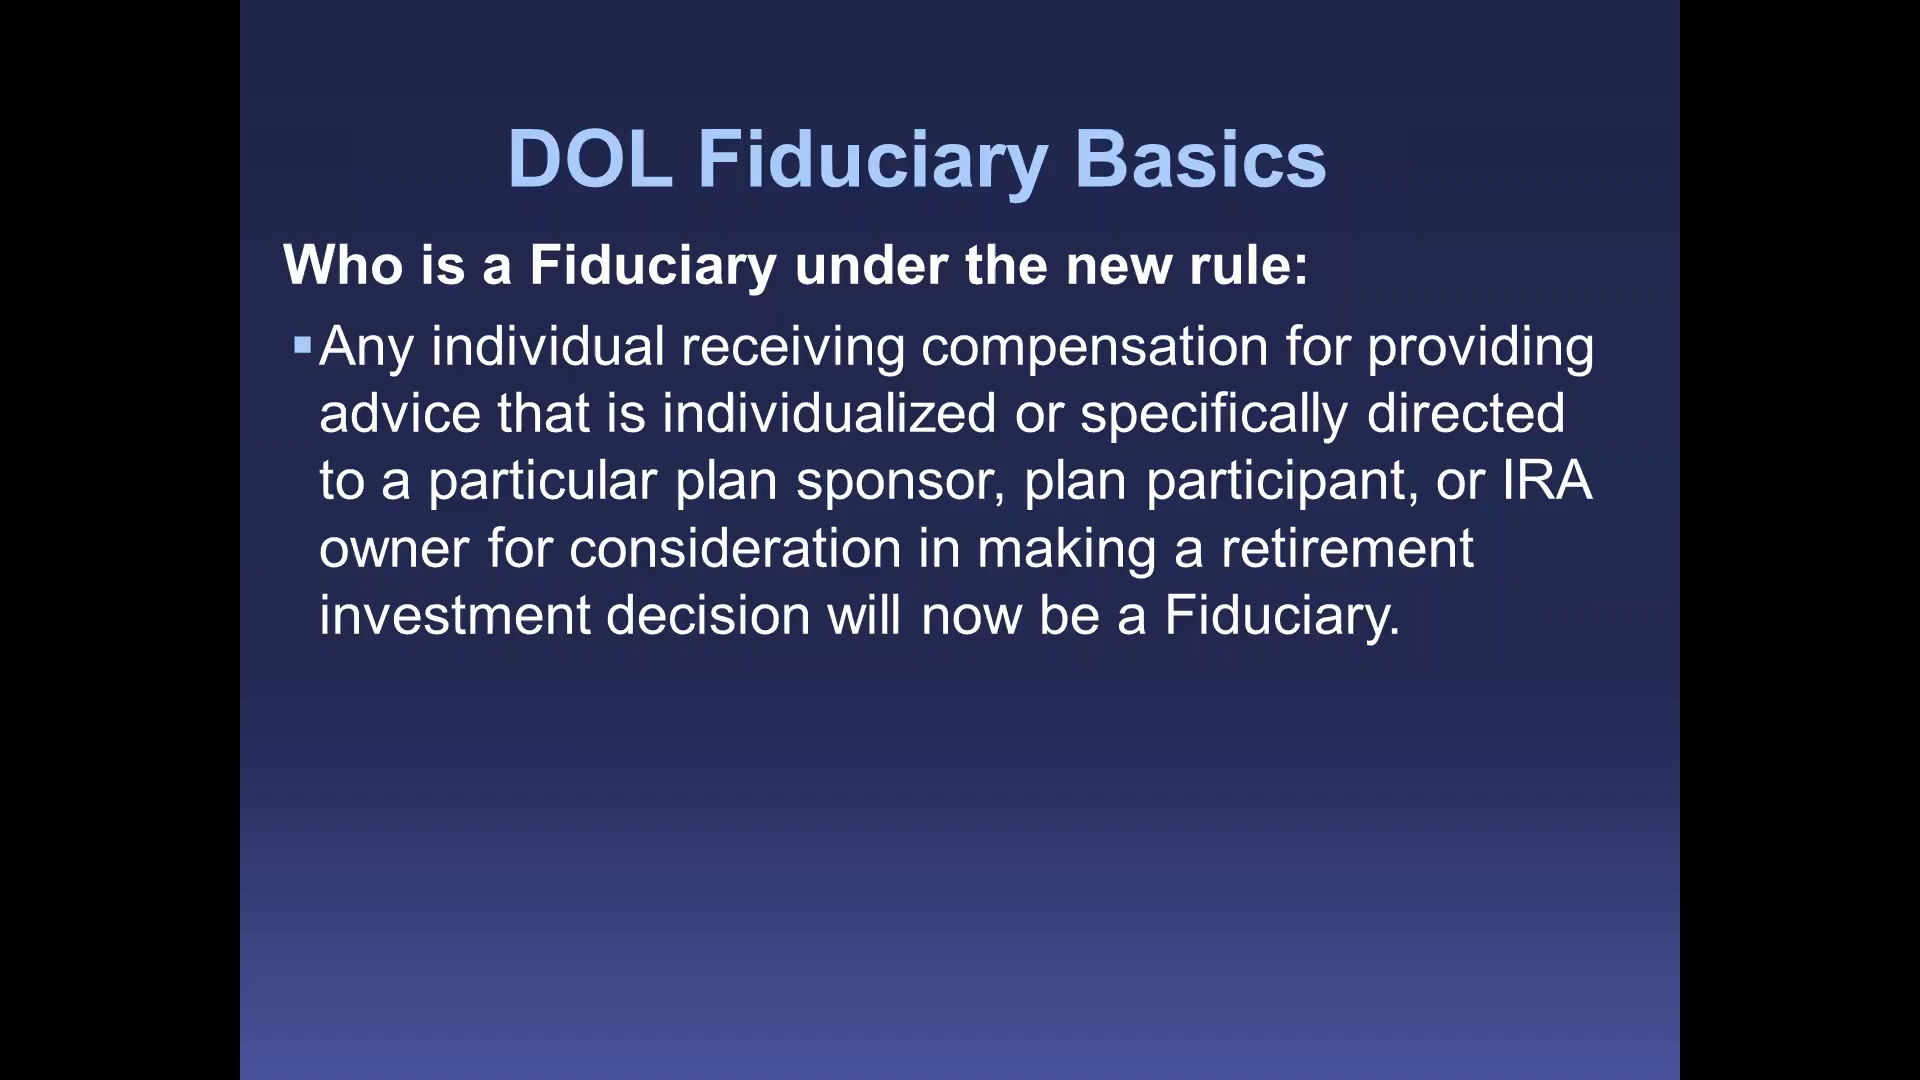 DOL Fiduciary Basics
Who is a Fiduciary under the new rule:
▪Any individual receiving compensation for providing
advice that is individualized or specifically directed
to a particular plan sponsor, plan participant, or IRA
owner for consideration in making a retirement
investment decision will now be a Fiduciary.